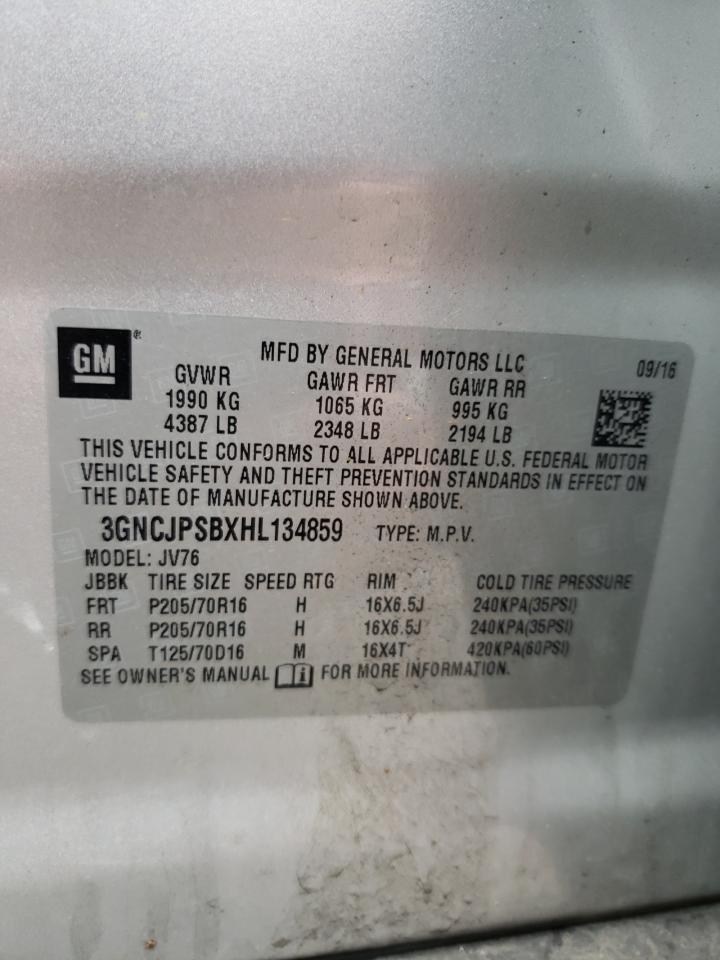 GM
MFD BY GENERAL MOTORS LLC 09/16
GVWR GAWR FRT GAWR RR
1990 KG 1065 KG 995 KG
4387 LB 2348 LB 2194 LB
THIS VEHICLE CONFORMS TO ALL APPLICABLE U.S. FEDERAL MOTOR
VEHICLE SAFETY AND THEFT PREVENTION STANDARDS IN EFFECT ON
THE DATE OF MANUFACTURE SHOWN ABOVE.
3GNCJPSBXHL134859 TYPE: M.P.V.
MODEL: JV76
JBBK TIRE SIZE SPEED RTG RIM COLD TIRE PRESSURE
FRT P205/70R16 H 16X6.5J 240KPA(35PSI)
RR P205/70R16 H 16X6.5J 240KPA(35PSI)
SPA T125/70D16 M 16X4T 420KPA(60PSI)
SEE OWNER'S MANUAL i FOR MORE INFORMATION.